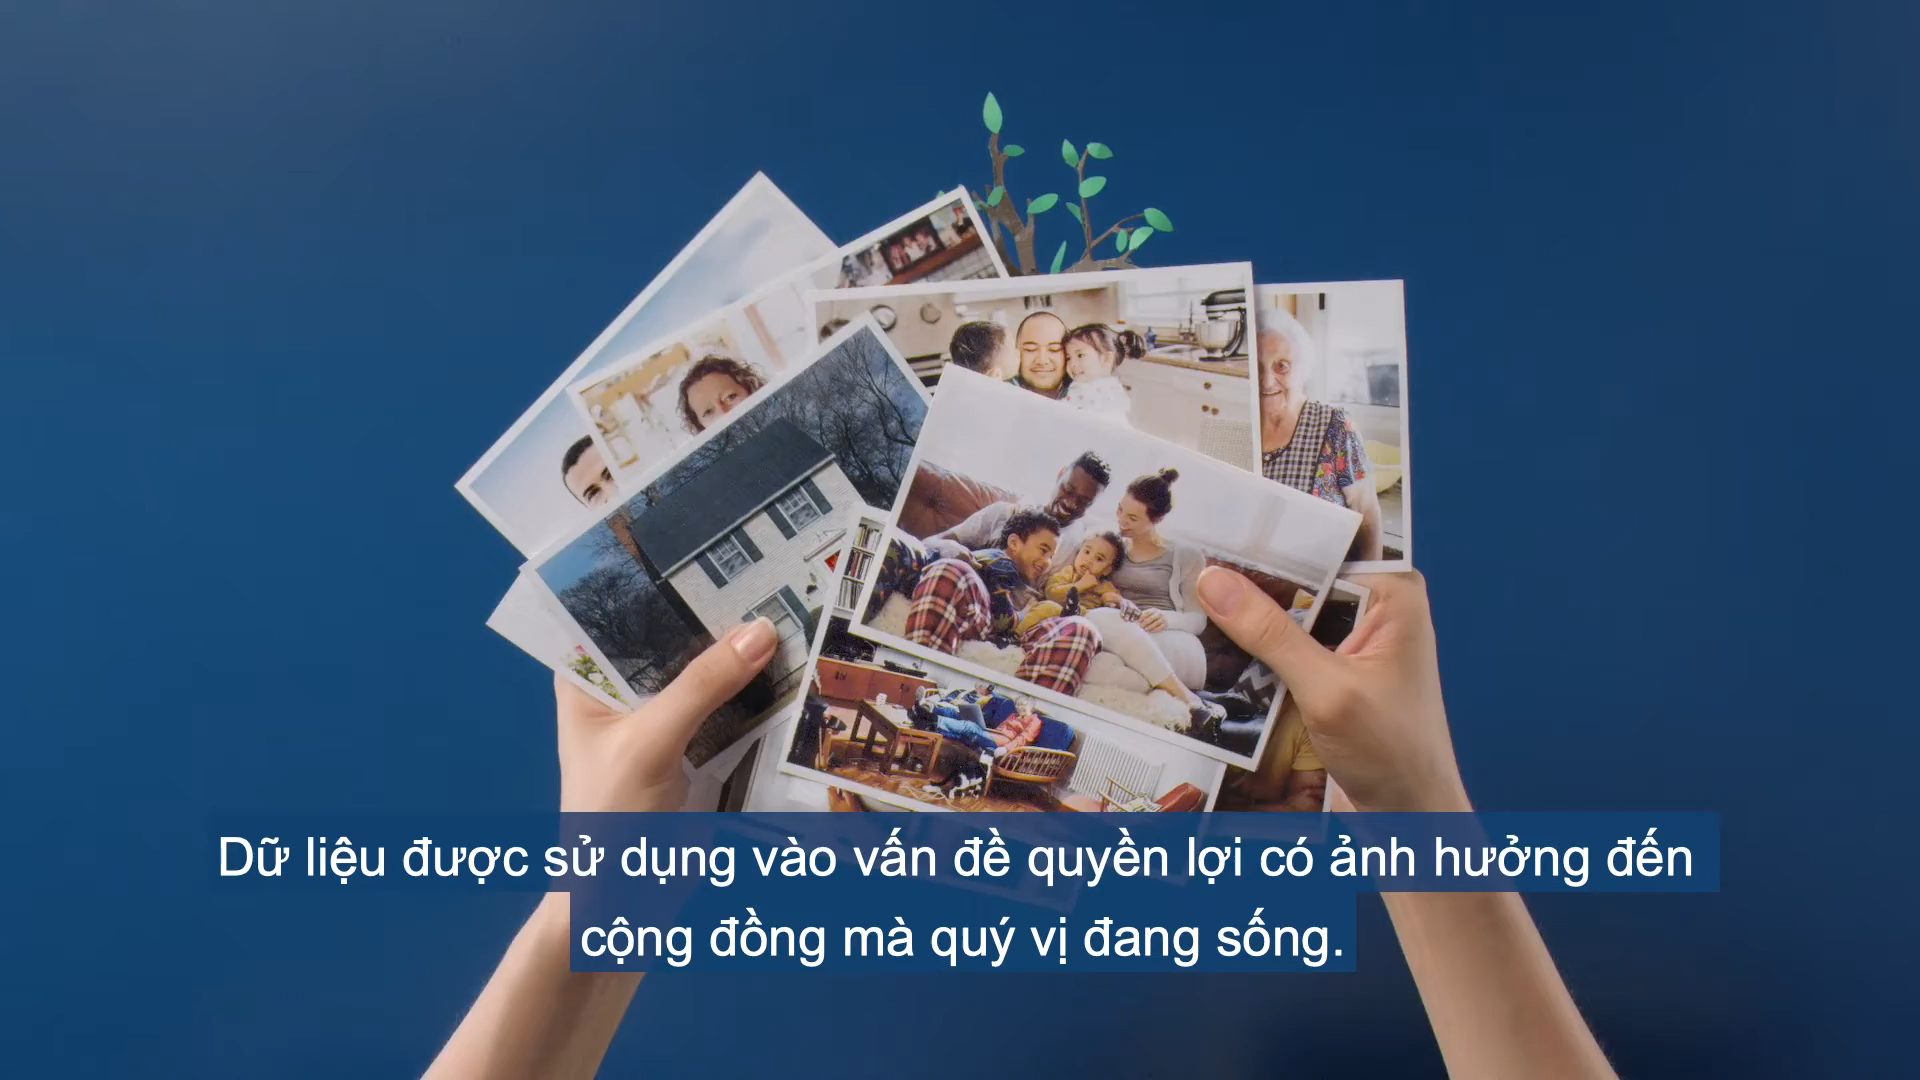 Dữ liệu được sử dụng vào vấn đề quyền lợi có ảnh hưởng đến
cộng đồng mà quý vị đang sống.